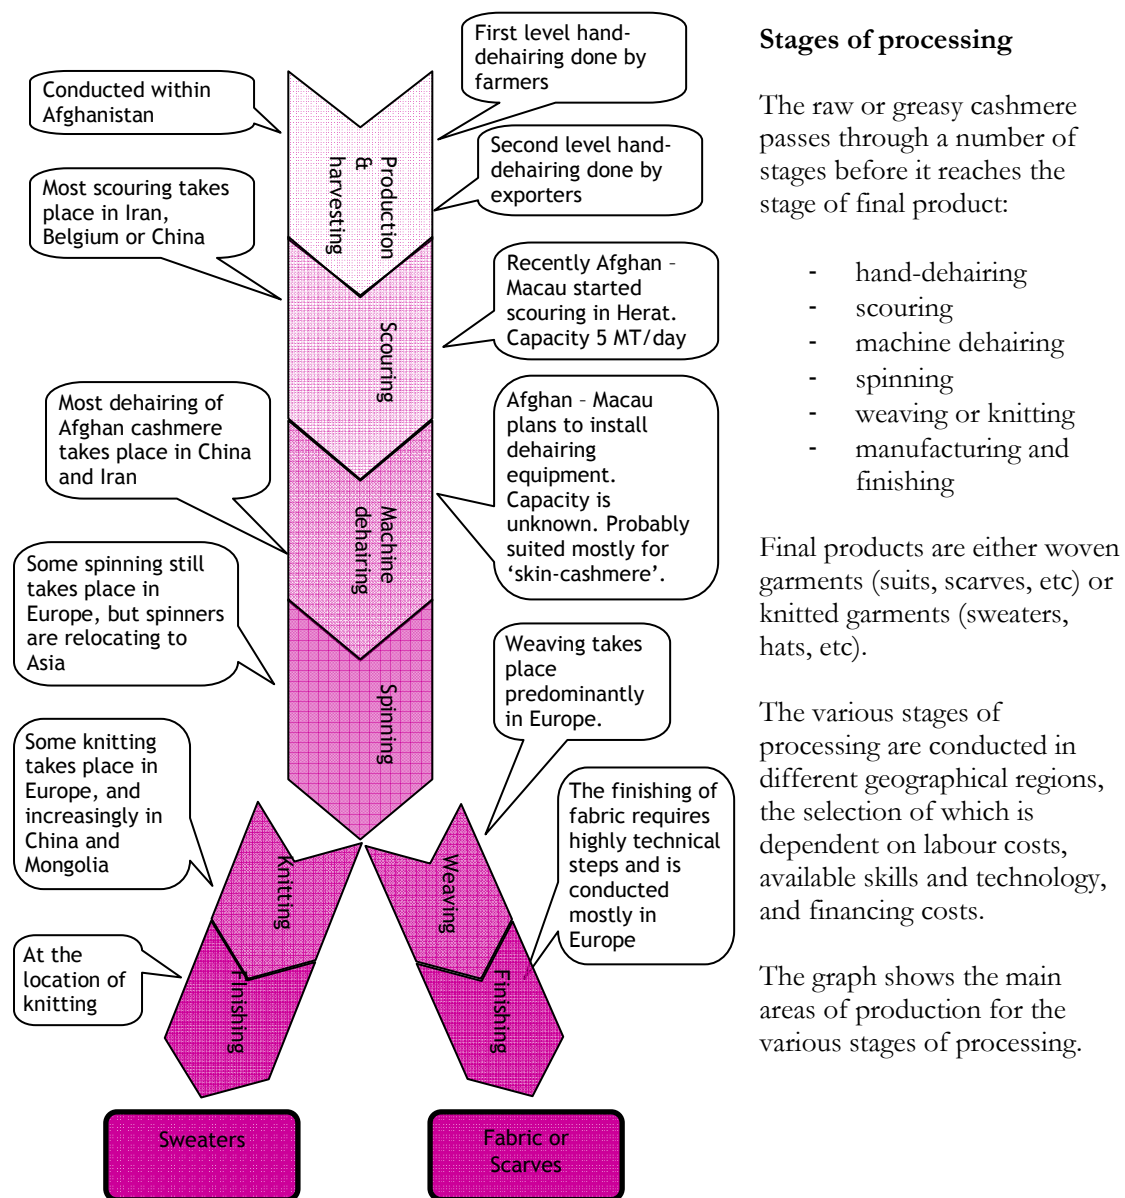 First level hand-
dehairing done by
farmers
Conducted within
Afghanistan
Second level hand-
dehairing done by
exporters
Production
&
harvesting
Most scouring takes
place in Iran,
Belgium or China
Recently Afghan –
Macau started
scouring in Herat.
Capacity 5 MT/day
Scouring
Most dehairing of
Afghan cashmere
takes place in China
and Iran
Afghan – Macau
plans to install
dehairing
equipment.
Capacity is
unknown. Probably
suited mostly for
‘skin-cashmere’.
Machine
dehairing
Some spinning still
takes place in
Europe, but spinners
are relocating to
Asia
Spinning
Weaving takes
place
predominantly
in Europe.
Some knitting
takes place in
Europe, and
increasingly in
China and
Mongolia
Knitting
Weaving
The finishing of
fabric requires
highly technical
steps and is
conducted
mostly in
Europe
At the
location of
knitting
FInishing
Finishing
Sweaters
Fabric or
Scarves
Stages of processing
The raw or greasy cashmere
passes through a number of
stages before it reaches the
stage of final product:
- hand-dehairing
- scouring
- machine dehairing
- spinning
- weaving or knitting
- manufacturing and
finishing
Final products are either woven
garments (suits, scarves, etc) or
knitted garments (sweaters,
hats, etc).
The various stages of
processing are conducted in
different geographical regions,
the selection of which is
dependent on labour costs,
available skills and technology,
and financing costs.
The graph shows the main
areas of production for the
various stages of processing.